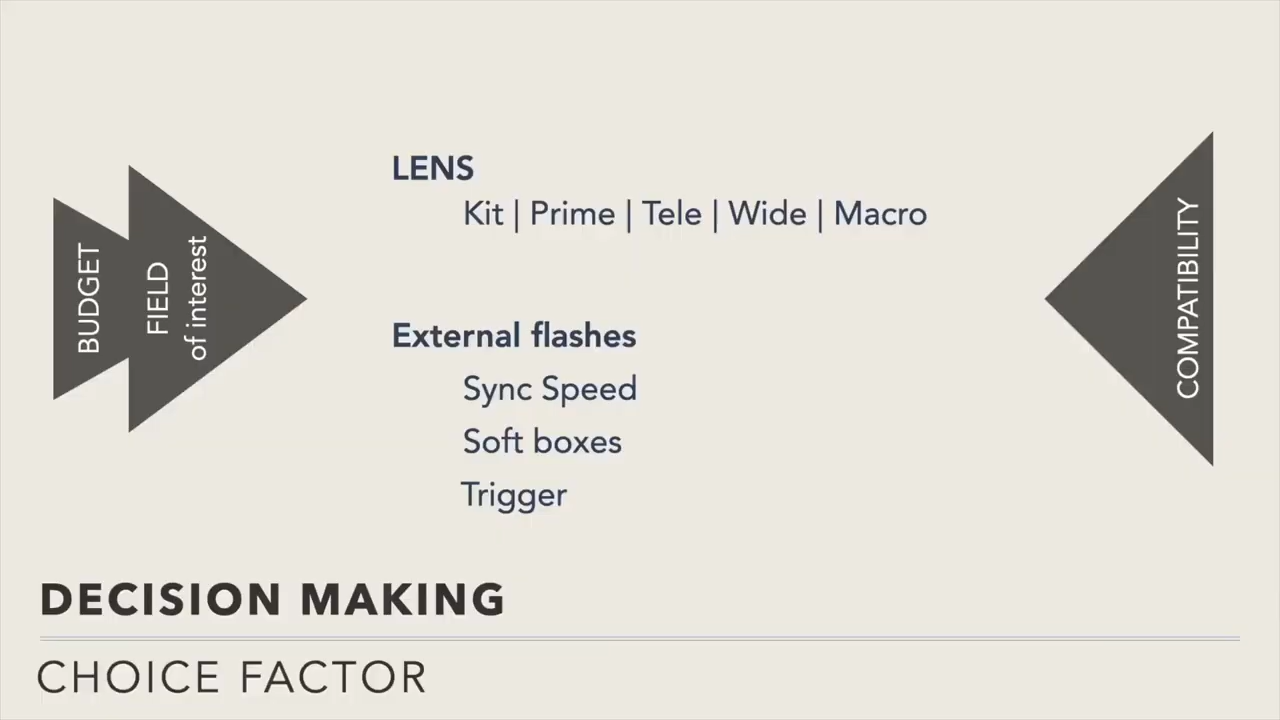 BUDGET
FIELD
of interest
LENS
Kit | Prime | Tele | Wide | Macro
External flashes
Sync Speed
Soft boxes
Trigger
COMPATIBILITY
DECISION MAKING
CHOICE FACTOR